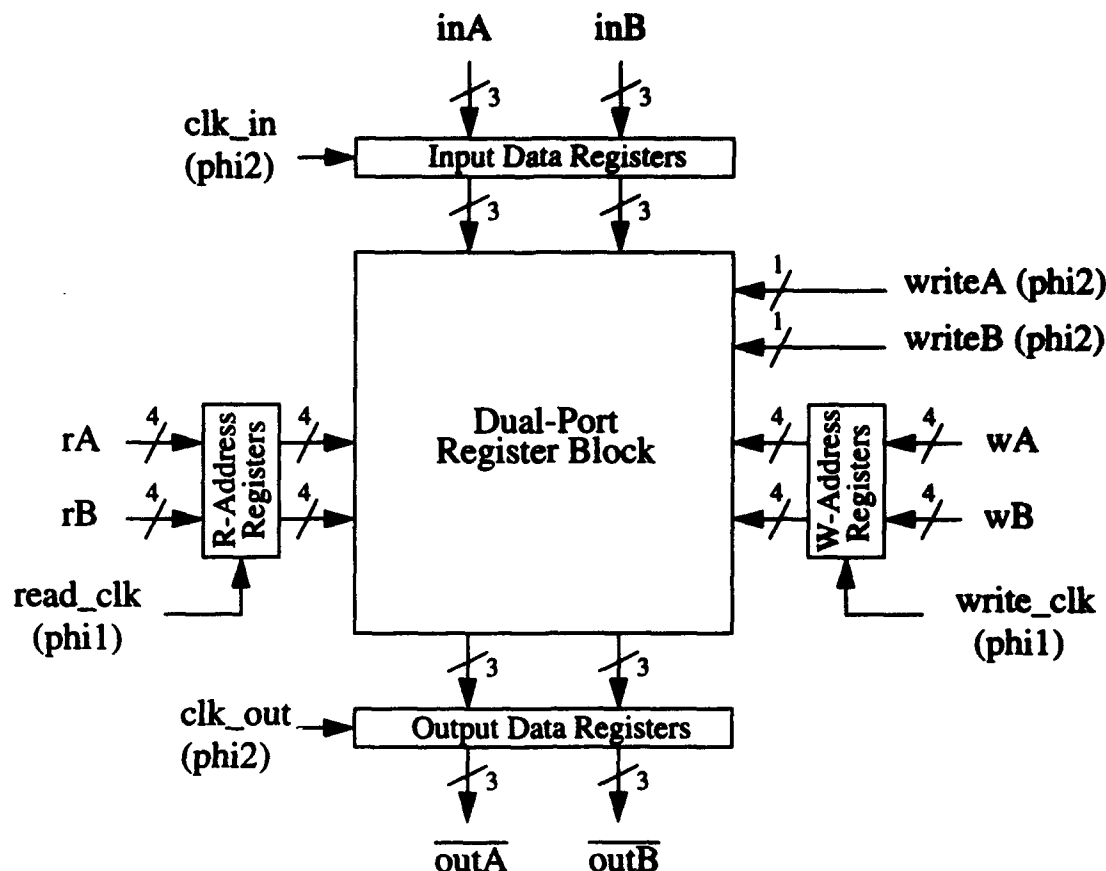 inA inB
3 3
clk_in
(phi2)
Input Data Registers
3 3
1
writeA (phi2)
1
writeB (phi2)
Dual-Port
Register Block
rA 4 4
rB 4 4
R-Address
Registers
4 4 wA
4 4 wB
W-Address
Registers
read_clk
(phi1)
write_clk
(phi1)
3 3
clk_out
(phi2)
Output Data Registers
3 3
o̅u̅t̅A̅ o̅u̅t̅B̅